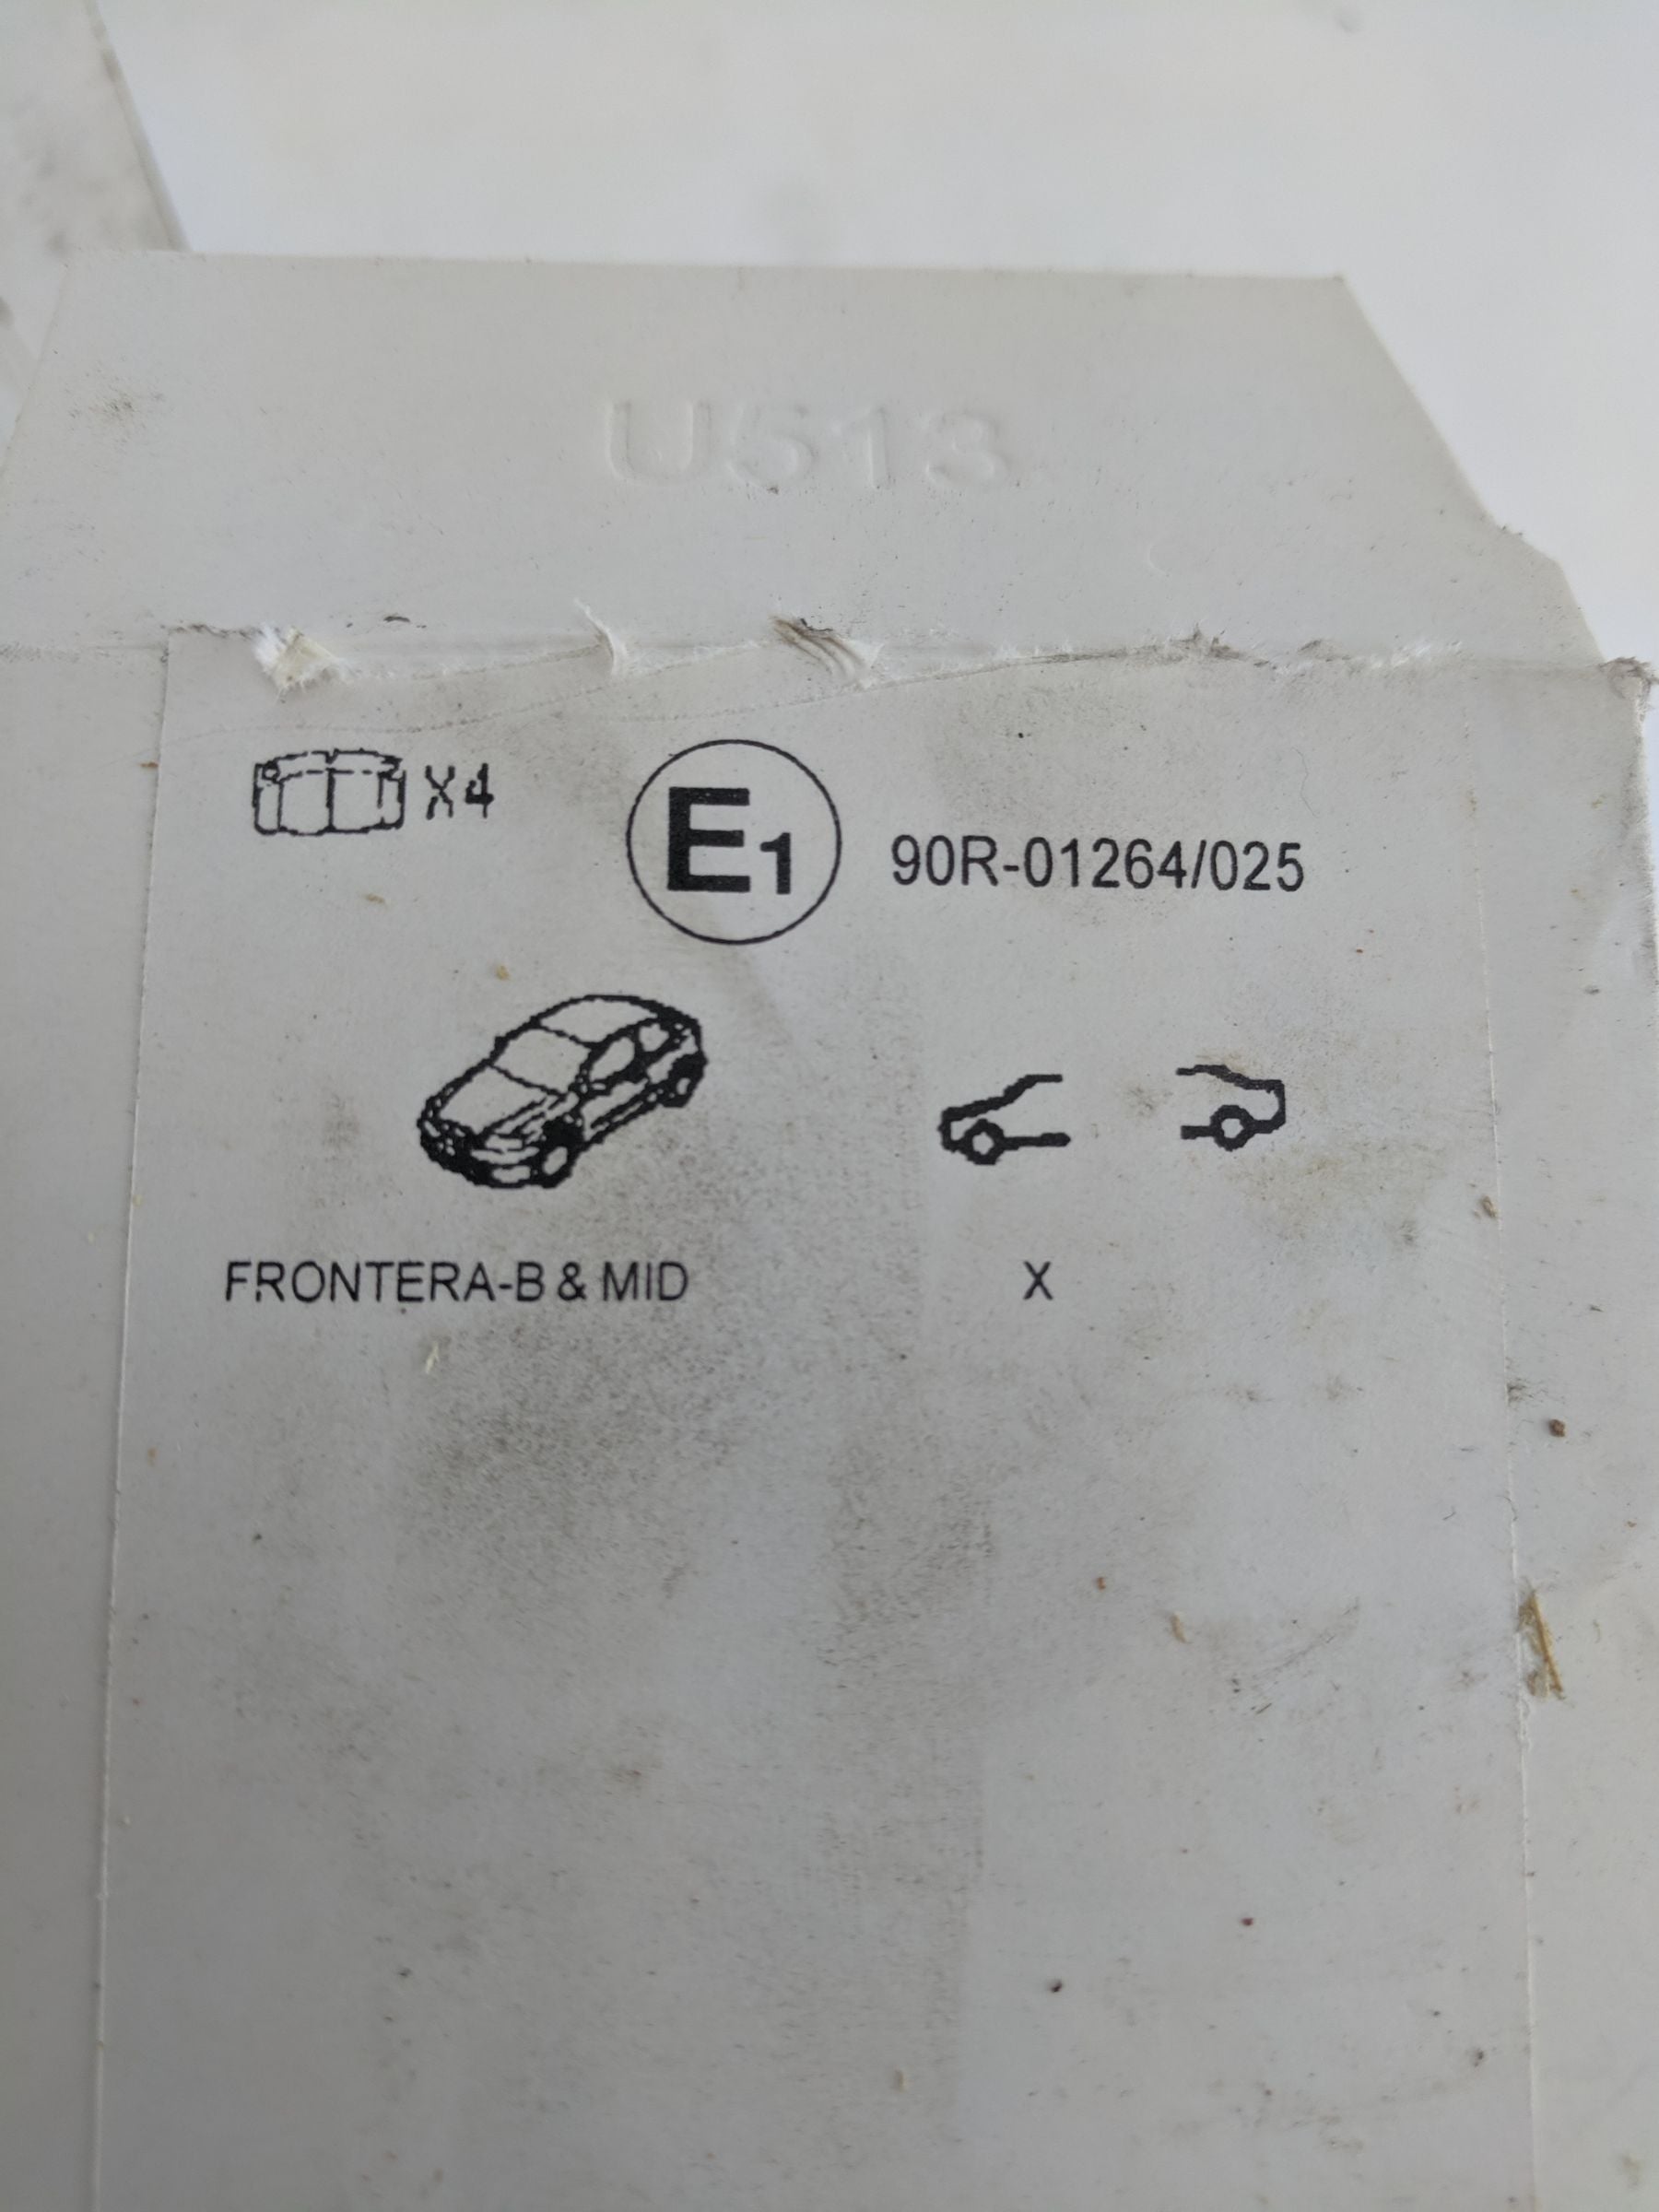 U513
X4
E1
90R-01264/025
FRONTERA-B & MID
X